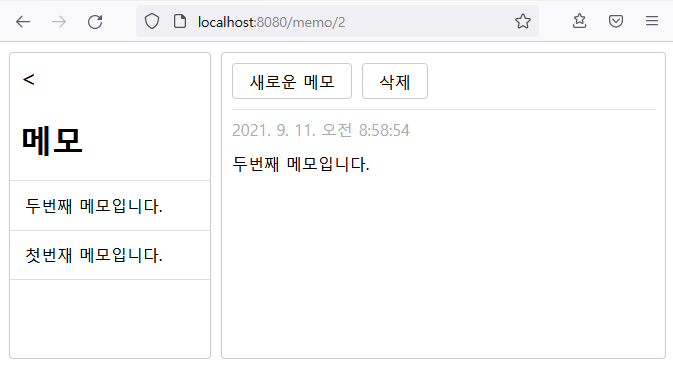 localhost:8080/memo/2
<
메모
두번째 메모입니다.
첫번재 메모입니다.
새로운 메모 삭제
2021. 9. 11. 오전 8:58:54
두번째 메모입니다.